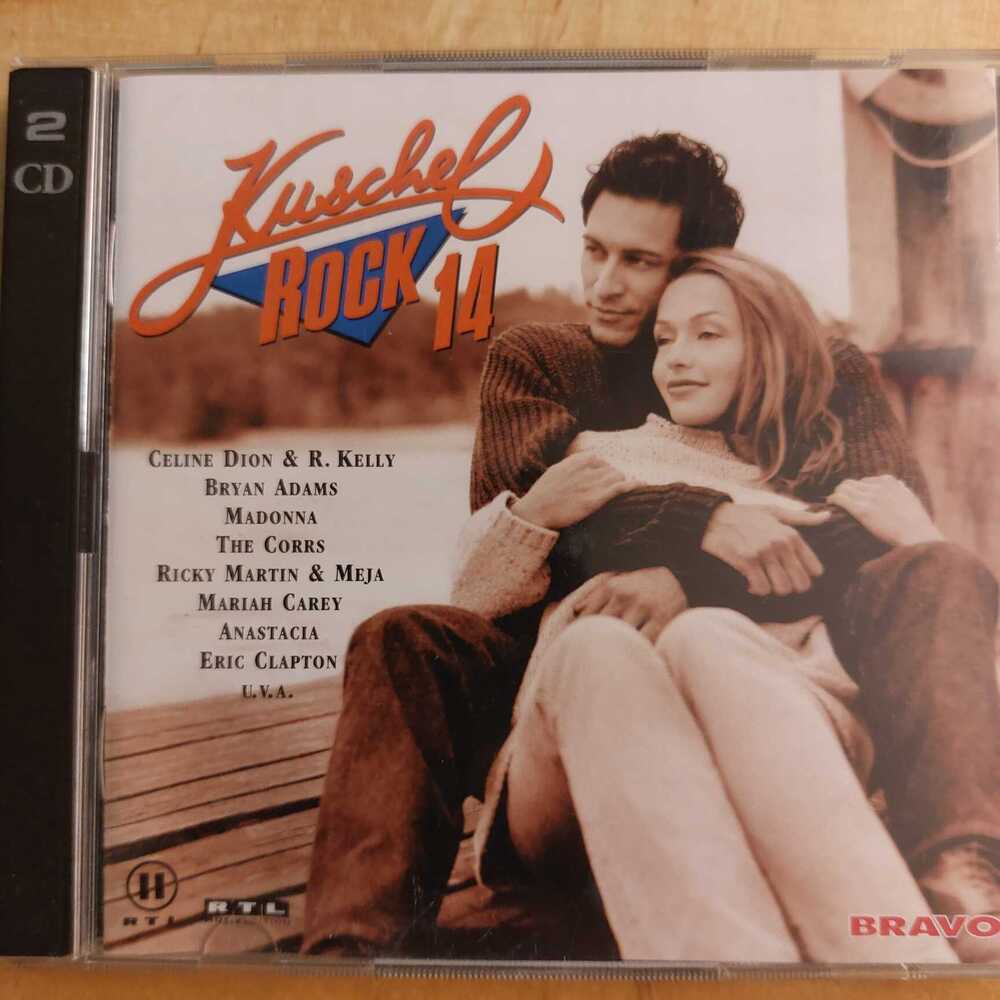 2
CD
Kuschel
ROCK 14
CELINE DION & R. KELLY
BRYAN ADAMS
MADONNA
THE CORRS
RICKY MARTIN & MEJA
MARIAH CAREY
ANASTACIA
ERIC CLAPTON
U.V.A.
II
RTL
RTL
BRAVO